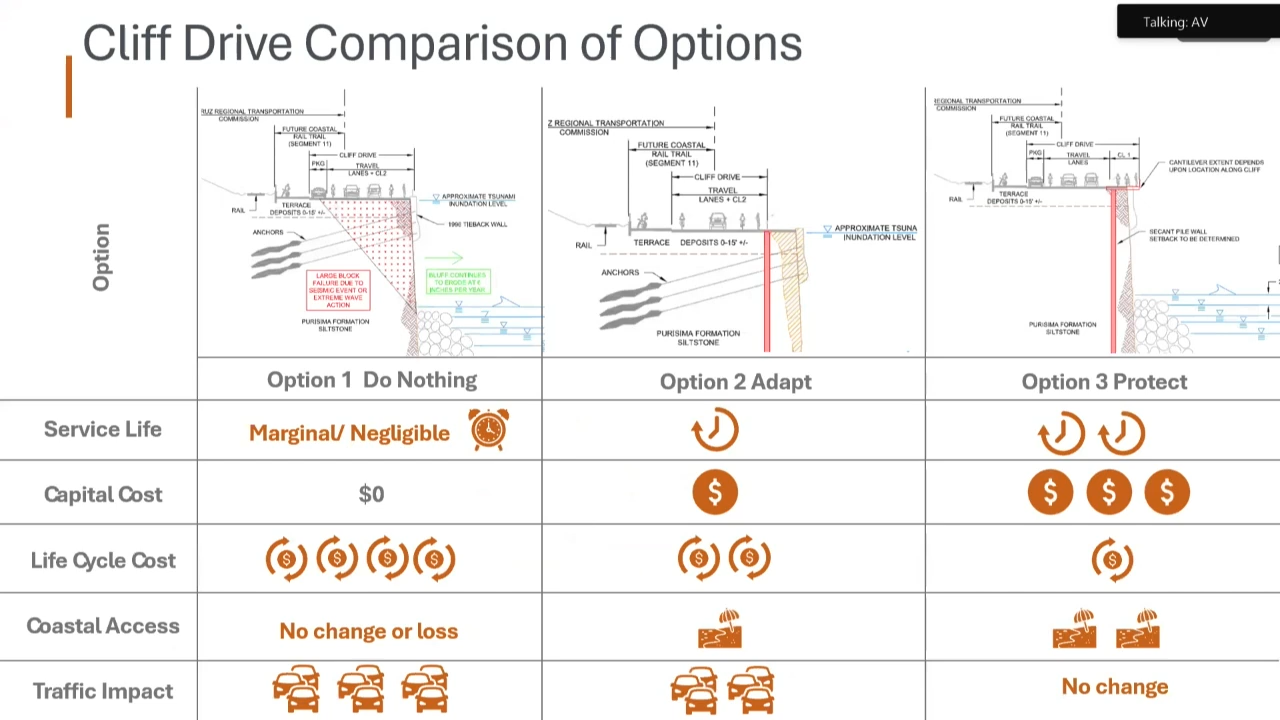 Cliff Drive Comparison of Options
Talking: AV
Option
RUZ REGIONAL TRANSPORTATION
COMMISSION
FUTURE COASTAL
RAIL TRAIL
(SEGMENT 11)
CLIFF DRIVE
PKG
TRAVEL
LANES + CL2
RAIL
TERRACE
DEPOSITS 0-15' +/-
APPROXIMATE TSUNAMI
INUNDATION LEVEL
ANCHORS
LARGE BLOCK
FAILURE DUE TO
SEISMIC EVENT OR
EXTREME WAVE
ACTION
BLUFF CONTINUES
TO ERODE AT 6
INCHES PER YEAR
PURISIMA FORMATION
SILTSTONE
Z REGIONAL TRANSPORTATION
COMMISSION
FUTURE COASTAL
RAIL TRAIL
(SEGMENT 11)
CLIFF DRIVE
TRAVEL
LANES + CL2
RAIL
TERRACE DEPOSITS 0-15' +/-
APPROXIMATE TSUNA
INUNDATION LEVEL
ANCHORS
PURISIMA FORMATION
SILTSTONE
REGIONAL TRANSPORTATION
COMMISSION
FUTURE COASTAL
RAIL TRAIL
(SEGMENT 11)
CLIFF DRIVE
PKG
TRAVEL
LANES
CL 1
CANTILEVER EXTENT DEPENDS
UPON LOCATION ALONG CLIFF
RAIL
TERRACE
DEPOSITS 0-15' +/-
SECANT PILE WALL
SETBACK TO BE DETERMINED
PURISIMA FORMATION
SILTSTONE
Option 1 Do Nothing
Option 2 Adapt
Option 3 Protect
Service Life
Marginal/ Negligible
Capital Cost
$0
$
$ $ $
Life Cycle Cost
$ $ $ $
$ $
$
Coastal Access
No change or loss
Traffic Impact
No change